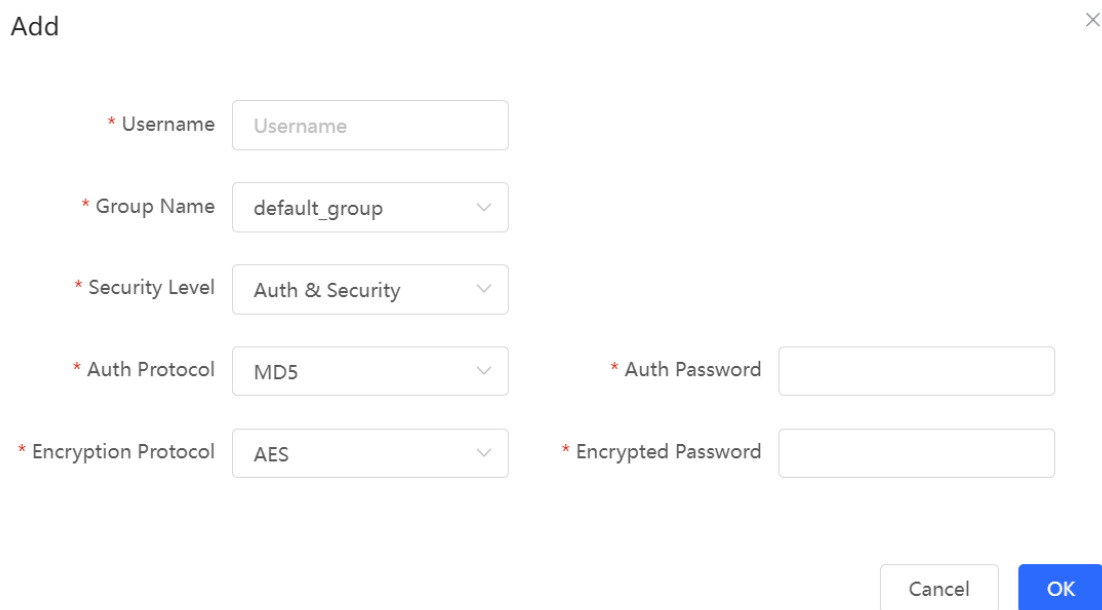 Add
* Username Username
* Group Name default_group
* Security Level Auth & Security
* Auth Protocol MD5 * Auth Password
* Encryption Protocol AES * Encrypted Password
Cancel OK